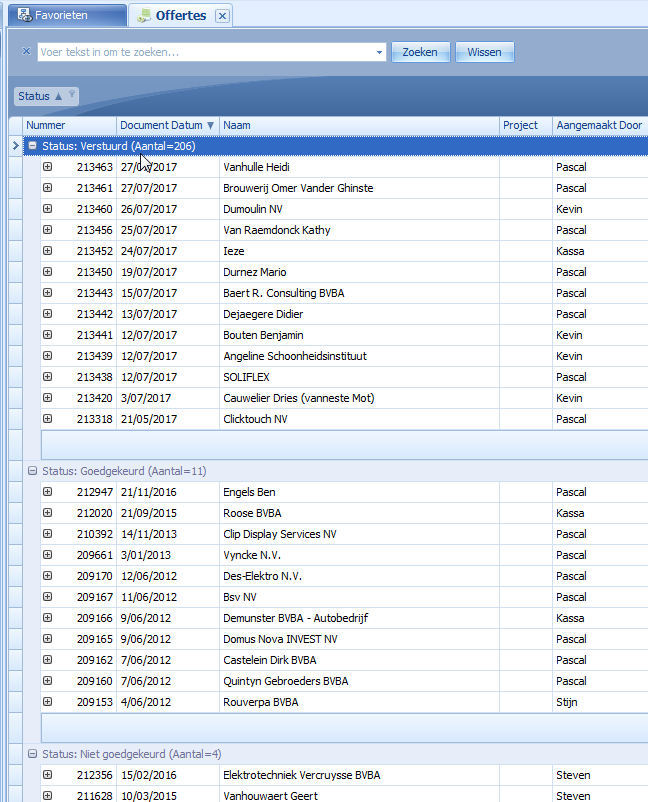 Favorieten Offertes
Voer tekst in om te zoeken... Zoeken Wissen
Status
Nummer Document Datum Naam Project Aangemaakt Door
Status: Verstuurd (Aantal=206)
213463 27/07/2017 Vanhulle Heidi Pascal
213461 27/07/2017 Brouwerij Omer Vander Ghinste Pascal
213460 26/07/2017 Dumoulin NV Kevin
213456 25/07/2017 Van Raemdonck Kathy Pascal
213452 24/07/2017 Ieze Kassa
213450 19/07/2017 Durnez Mario Pascal
213443 15/07/2017 Baert R. Consulting BVBA Pascal
213442 13/07/2017 Dejaegere Didier Pascal
213441 12/07/2017 Bouten Benjamin Kevin
213439 12/07/2017 Angeline Schoonheidsinstituut Kevin
213438 12/07/2017 SOLIFLEX Pascal
213420 3/07/2017 Cauwelier Dries (vanneste Mot) Kevin
213318 21/05/2017 Clicktouch NV Pascal
Status: Goedgekeurd (Aantal=11)
212947 21/11/2016 Engels Ben Pascal
212020 21/09/2015 Roose BVBA Kassa
210392 14/11/2013 Clip Display Services NV Pascal
209661 3/01/2013 Vyncke N.V. Pascal
209170 12/06/2012 Des-Elektro N.V. Pascal
209167 11/06/2012 Bsv NV Pascal
209166 9/06/2012 Demunster BVBA - Autobedrijf Kassa
209165 9/06/2012 Domus Nova INVEST NV Pascal
209162 7/06/2012 Castelein Dirk BVBA Pascal
209160 7/06/2012 Quintyn Gebroeders BVBA Pascal
209153 4/06/2012 Rouverpa BVBA Stijn
Status: Niet goedgekeurd (Aantal=4)
212356 15/02/2016 Elektrotechniek Vercruysse BVBA Steven
211628 10/03/2015 Vanhouwaert Geert Steven